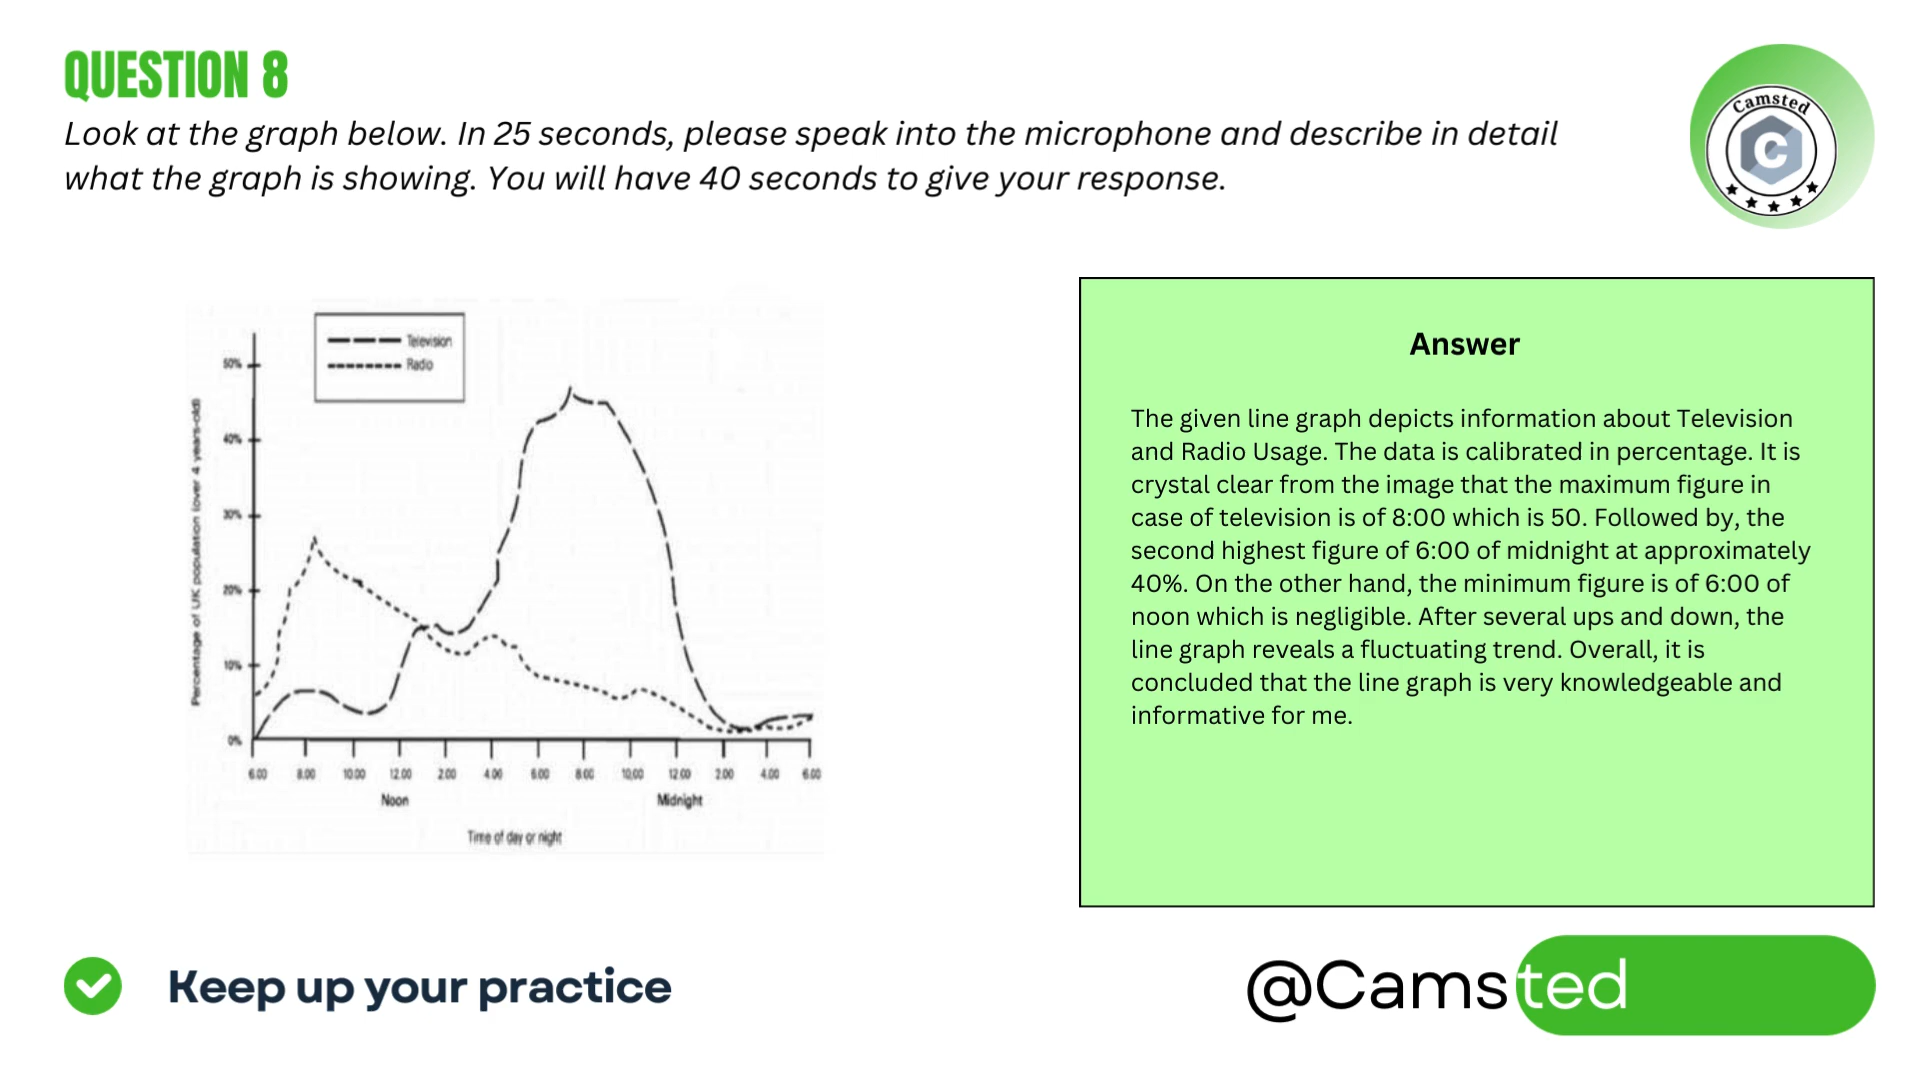 QUESTION 8
Look at the graph below. In 25 seconds, please speak into the microphone and describe in detail
what the graph is showing. You will have 40 seconds to give your response.
Camsted
C
Television
Radio
Percentage of UK population (over 4 years-old)
50%
40%
30%
20%
10%
0%
6.00 8.00 10.00 12.00 2.00 4.00 6.00 8.00 10.00 12.00 2.00 4.00 6.00
Noon Midnight
Time of day or night
Answer
The given line graph depicts information about Television
and Radio Usage. The data is calibrated in percentage. It is
crystal clear from the image that the maximum figure in
case of television is of 8:00 which is 50. Followed by, the
second highest figure of 6:00 of midnight at approximately
40%. On the other hand, the minimum figure is of 6:00 of
noon which is negligible. After several ups and down, the
line graph reveals a fluctuating trend. Overall, it is
concluded that the line graph is very knowledgeable and
informative for me.
Keep up your practice
@Camsted